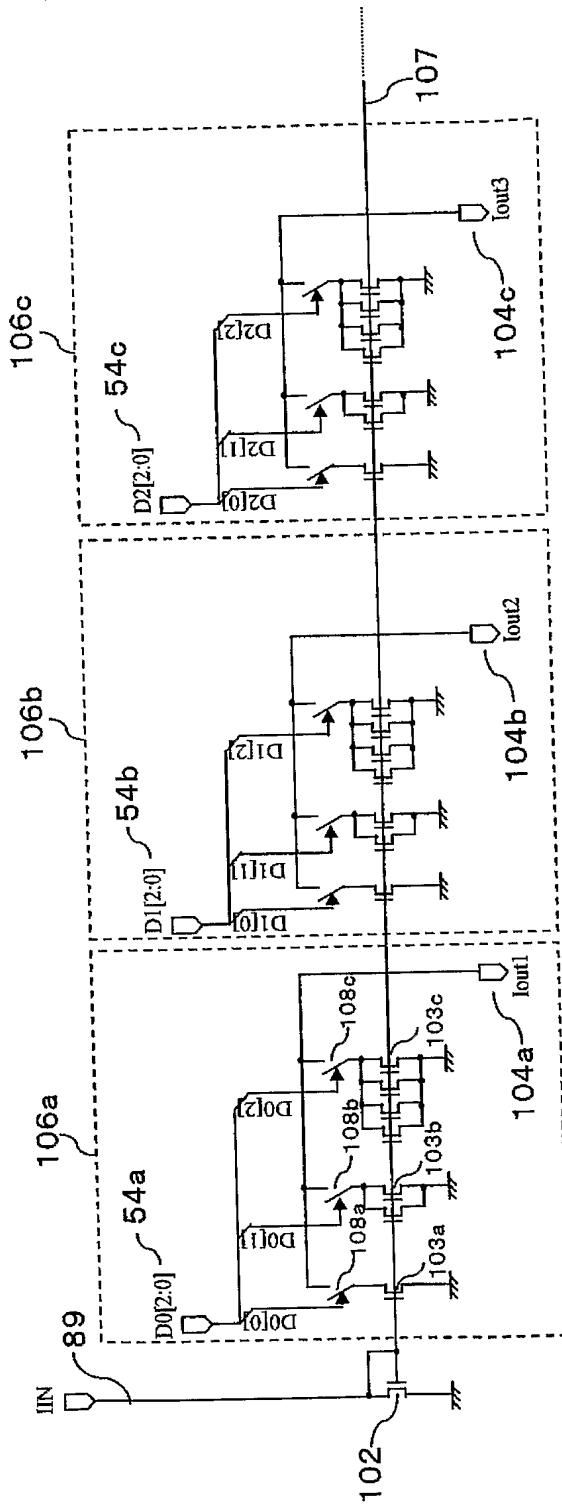 IIN
89
102
106a
54a
D0[2:0]
D0[0]
D0[1]
D0[2]
108a
108b
108c
103a
103b
103c
104a
Iout1
106b
54b
D1[2:0]
D1[0]
D1[1]
D1[2]
104b
Iout2
106c
54c
D2[2:0]
D2[0]
D2[1]
D2[2]
104c
Iout3
107